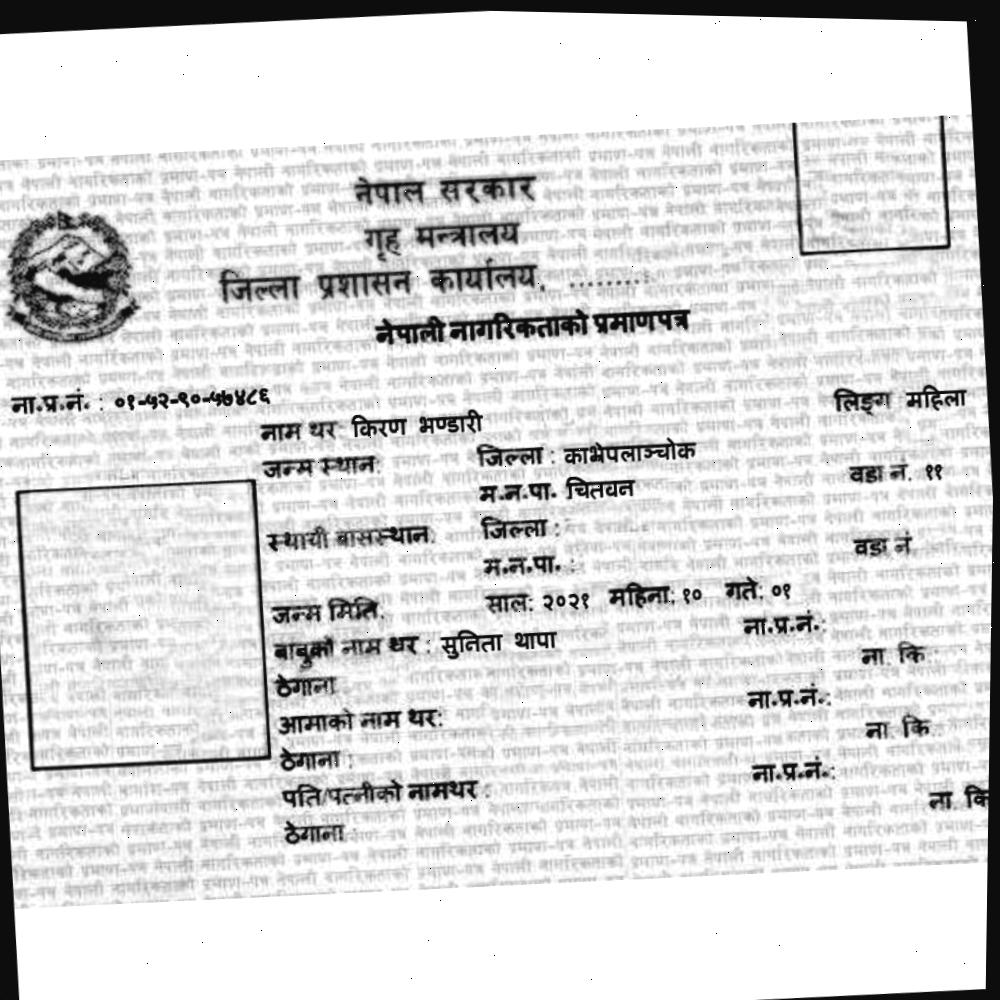 नेपाल सरकार
गृह मन्त्रालय
जिल्ला प्रशासन कार्यालय, .........
नेपाली नागरिकताको प्रमाणपत्र
ना.प्र.नं. : ०१-५२-९०-५७४८६
लिङ्ग महिला
नाम थर किरण भण्डारी
जन्म स्थान: जिल्ला : काभ्रेपलाञ्चोक
म.न.पा. चितवन वडा नं. ११
स्थायी बासस्थान: जिल्ला :
म.न.पा. : वडा नं
जन्म मिति: साल: २०२१ महिना: १० गते: ०१
बाबुको नाम थर : सुनिता थापा ना.प्र.नं.:
ठेगाना ना. कि.:
आमाको नाम थर: ना.प्र.नं.:
ठेगाना : ना. कि.
पति/पत्नीको नामथर : ना.प्र.नं.:
ठेगाना : ना. कि